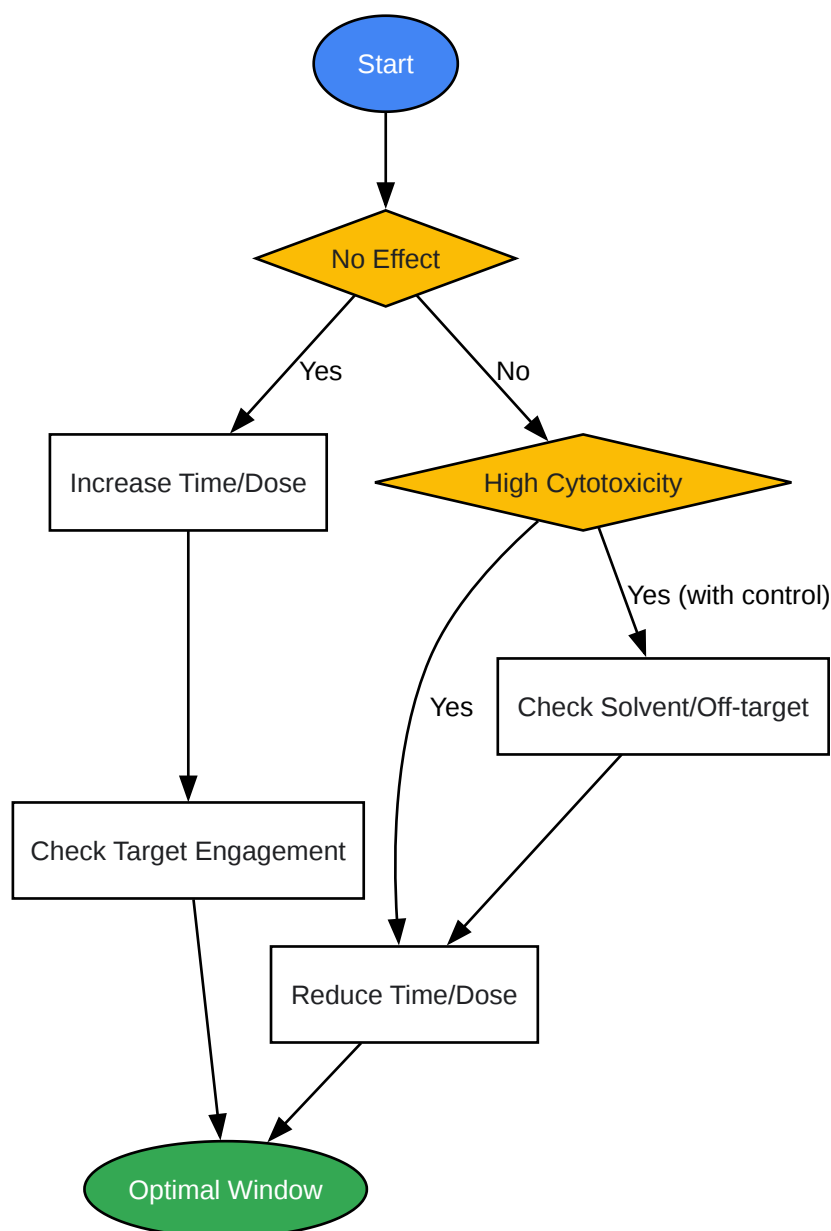 Start
No Effect
Yes
No
Increase Time/Dose
High Cytotoxicity
Yes (with control)
Yes
Check Solvent/Off-target
Check Target Engagement
Reduce Time/Dose
Optimal Window